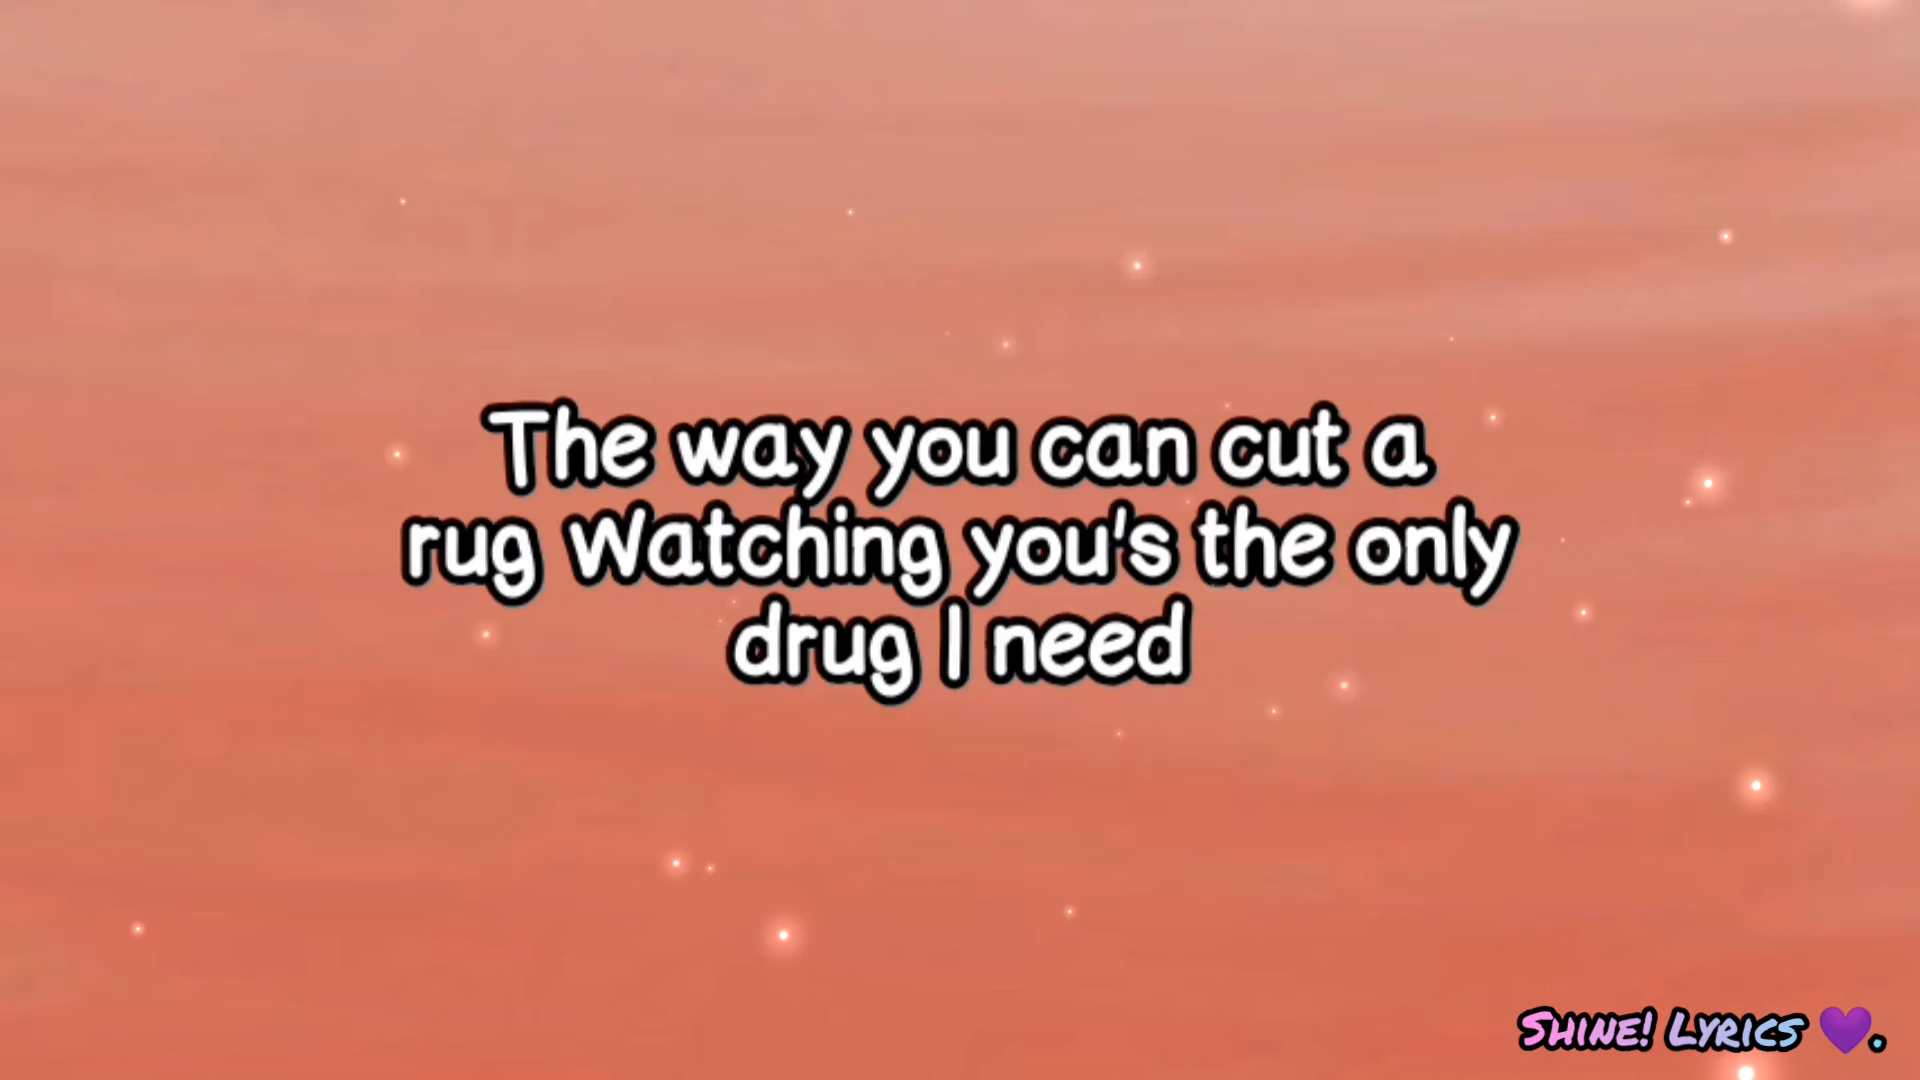 The way you can cut a
rug Watching you's the only
drug I need
Shine! Lyrics 💜.